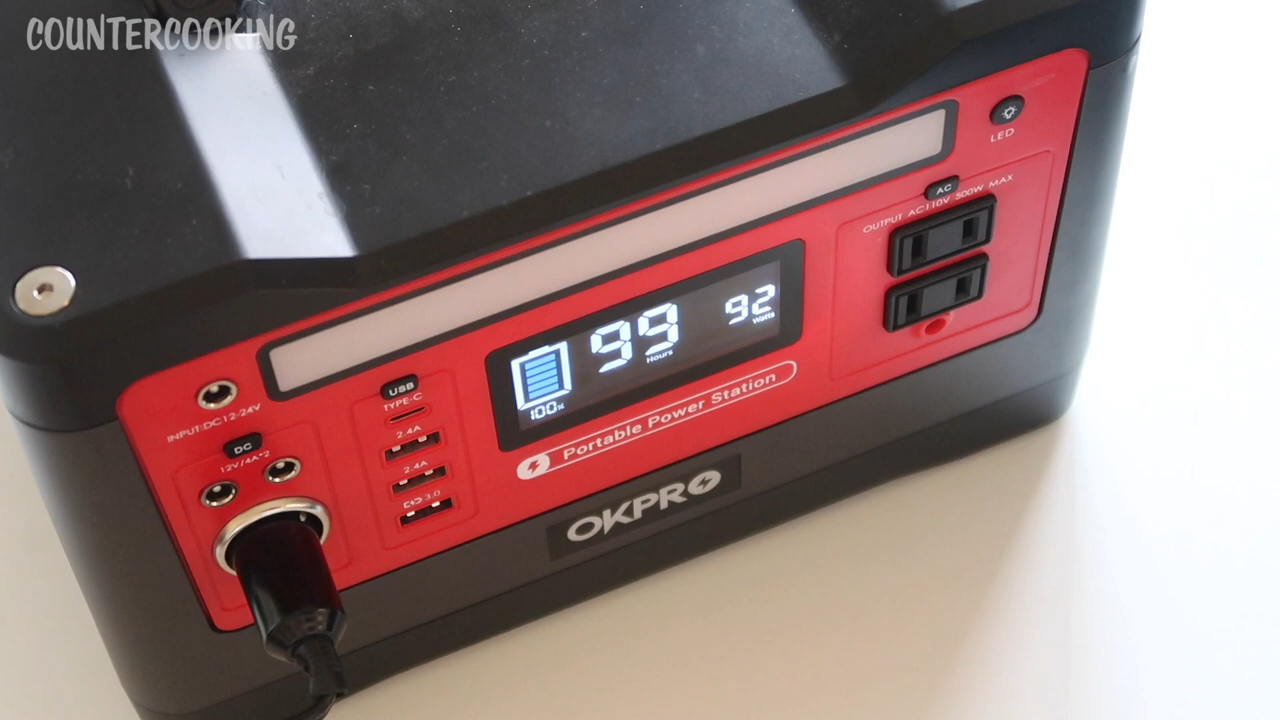 COUNTERCOOKING
LED
AC
OUTPUT AC110V 500W MAX
99
Hours
92
Watts
100%
INPUT:DC12-24V
DC
12V/4A*2
USB
TYPE-C
2.4A
2.4A
3.0
Portable Power Station
OKPRO